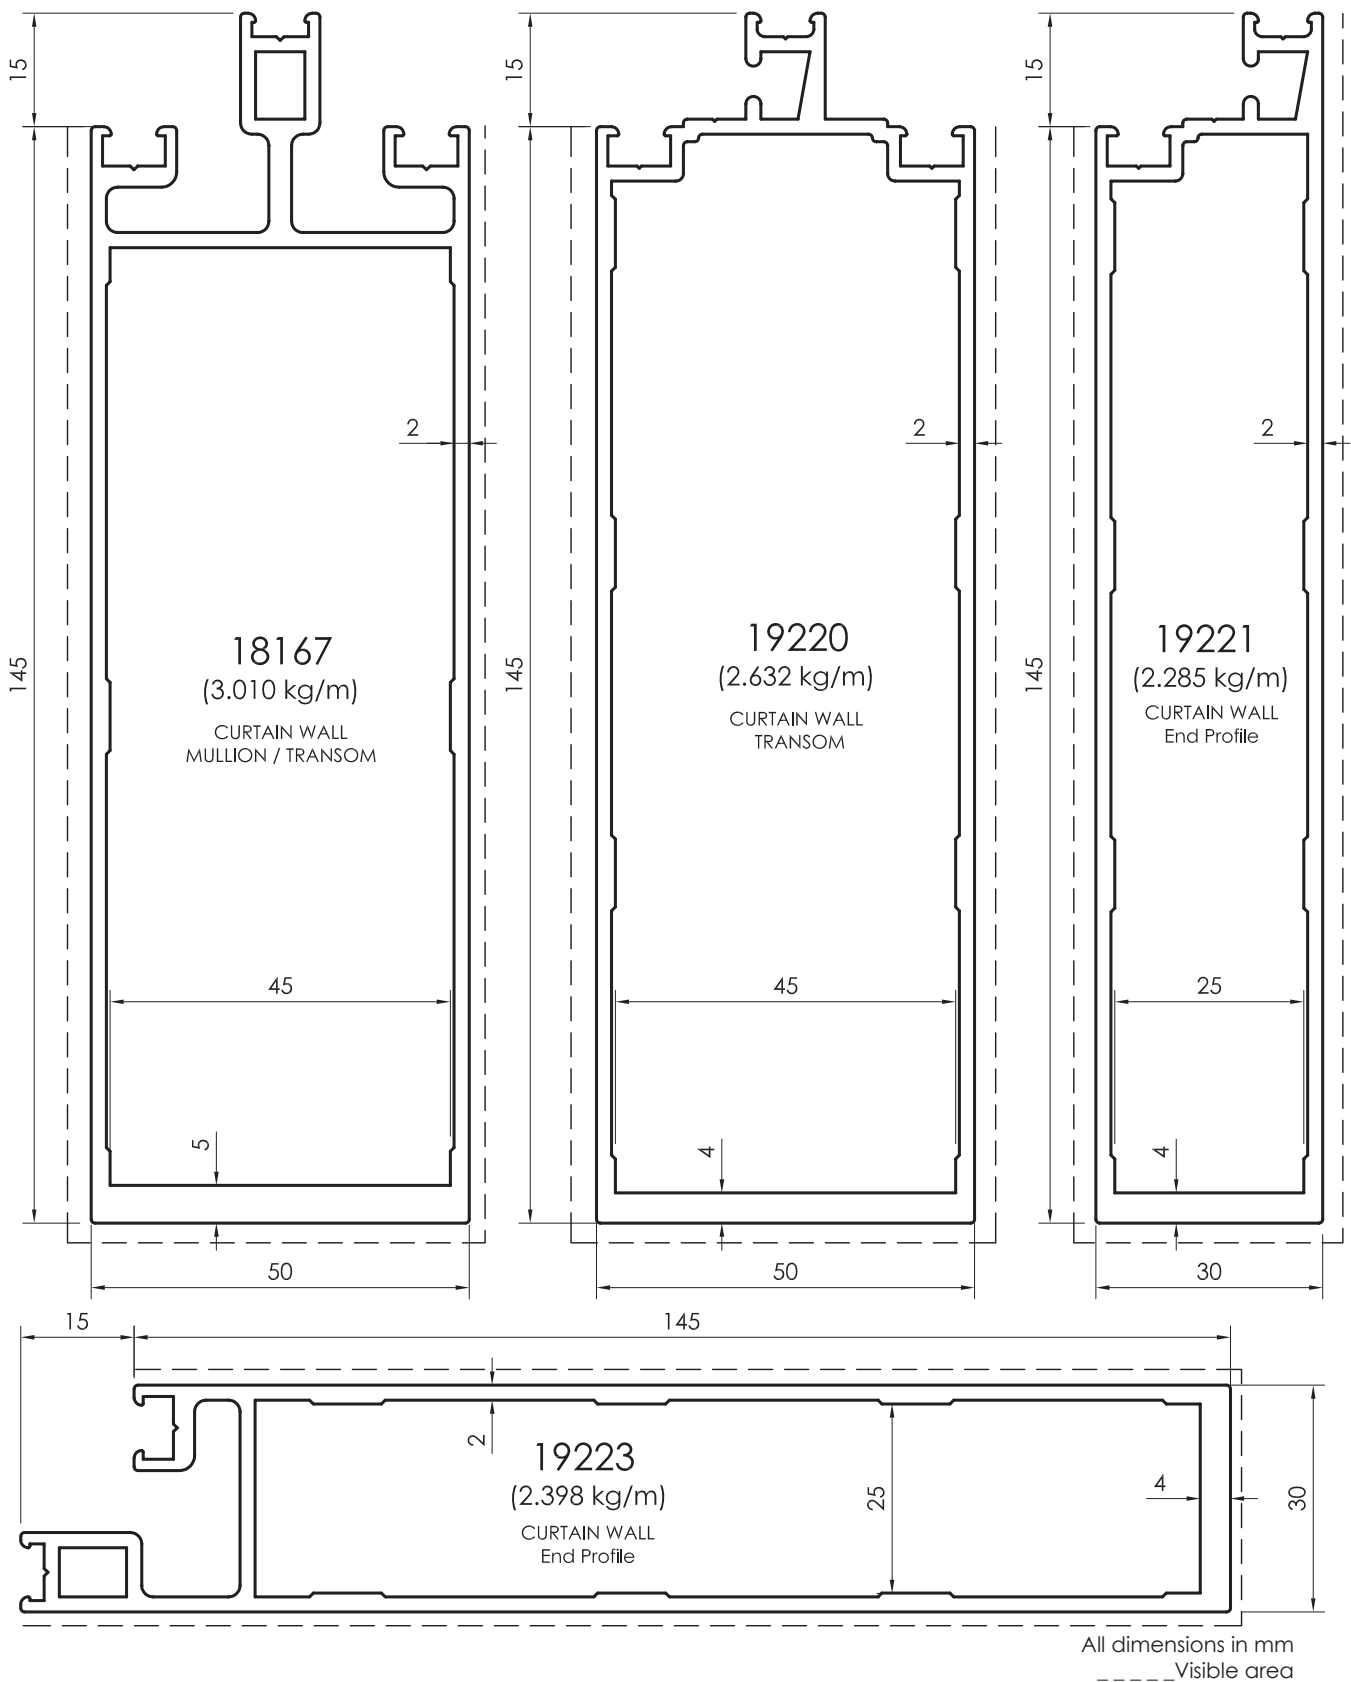 15
15
15
2
2
2
145
18167
(3.010 kg/m)
CURTAIN WALL
MULLION / TRANSOM
145
19220
(2.632 kg/m)
CURTAIN WALL
TRANSOM
145
19221
(2.285 kg/m)
CURTAIN WALL
End Profile
45
45
25
5
4
4
50
50
30
15
145
2
19223
(2.398 kg/m)
CURTAIN WALL
End Profile
25
4
30
All dimensions in mm
_____Visible area